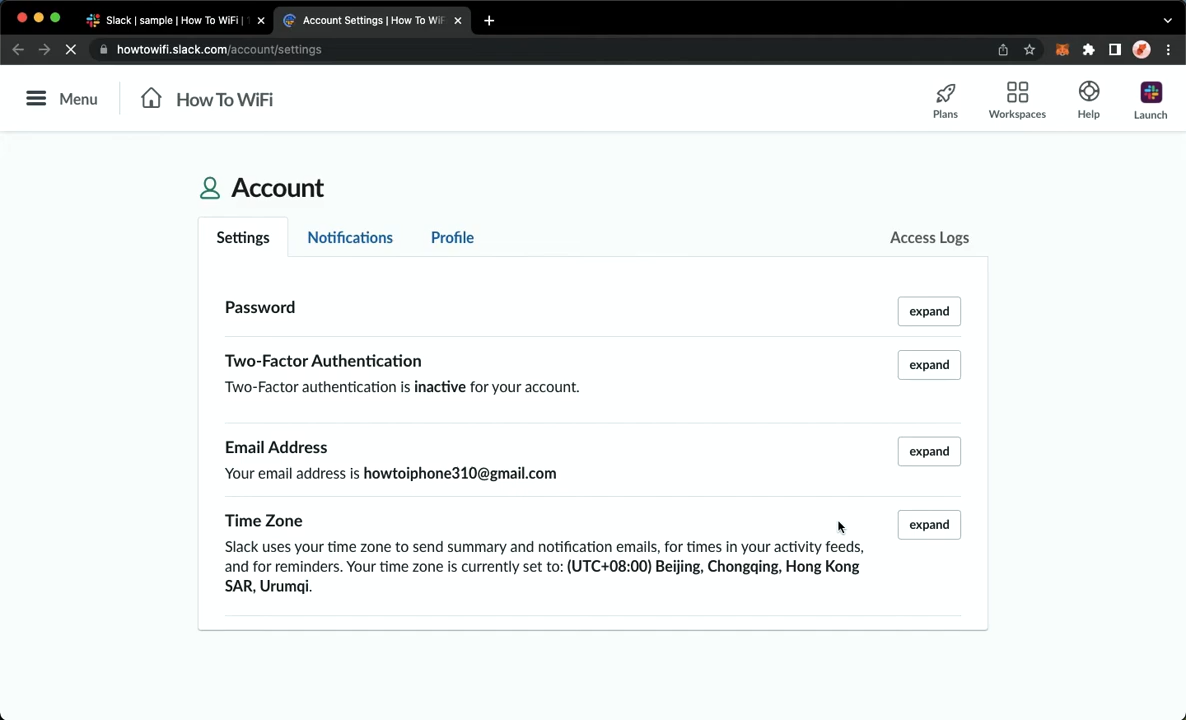 Slack | sample | How To WiFi |
Account Settings | How To WiF
howtowifi.slack.com/account/settings
Menu
How To WiFi
Plans
Workspaces
Help
Launch
Account
Settings
Notifications
Profile
Access Logs
Password
expand
Two-Factor Authentication
expand
Two-Factor authentication is inactive for your account.
Email Address
expand
Your email address is howtoiphone310@gmail.com
Time Zone
expand
Slack uses your time zone to send summary and notification emails, for times in your activity feeds,
and for reminders. Your time zone is currently set to: (UTC+08:00) Beijing, Chongqing, Hong Kong
SAR, Urumqi.